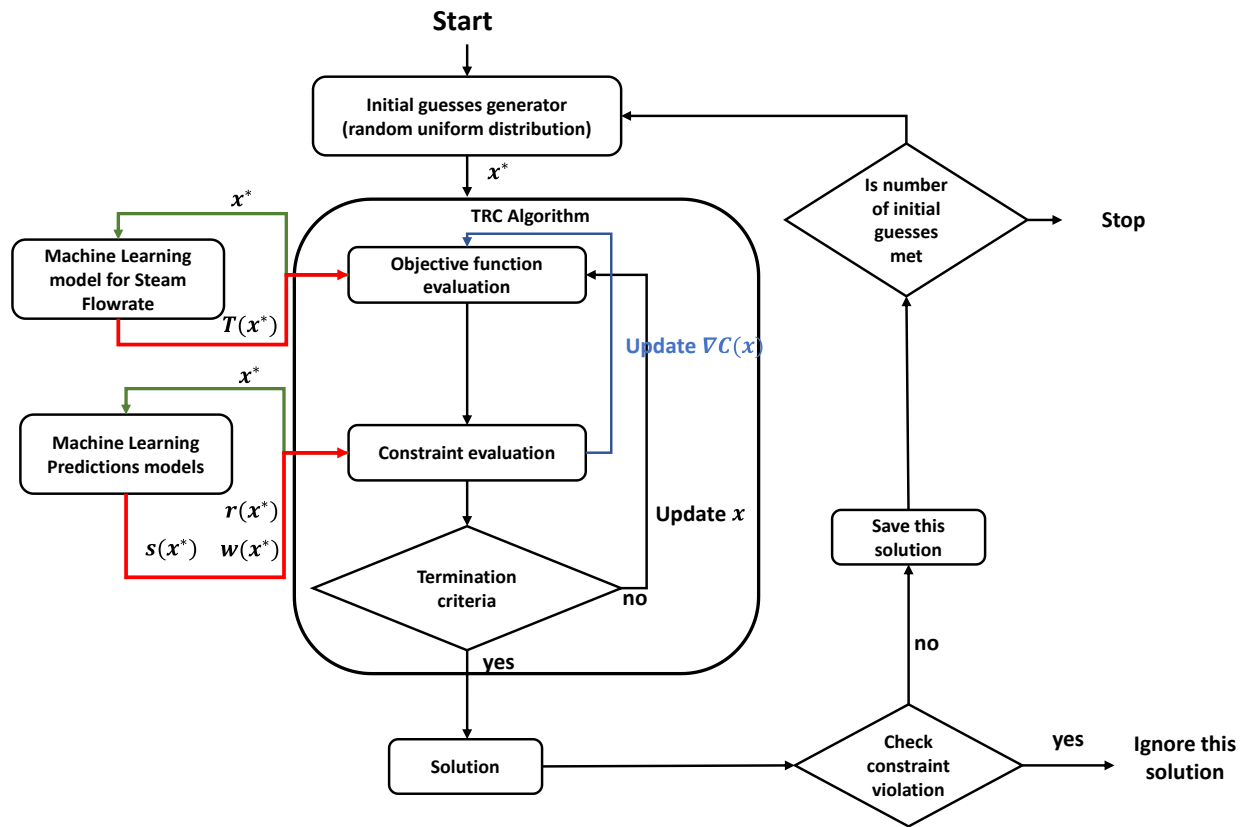 Start
Initial guesses generator
(random uniform distribution)
x*
Is number
of initial
guesses
met
Stop
TRC Algorithm
x*
Machine Learning
model for Steam
Flowrate
T(x*)
Objective function
evaluation
Update ∇C(x)
x*
Machine Learning
Predictions models
r(x*)
s(x*) w(x*)
Constraint evaluation
Update x
Termination
criteria
no
yes
Save this
solution
no
Solution
Check
constraint
violation
yes
Ignore this
solution